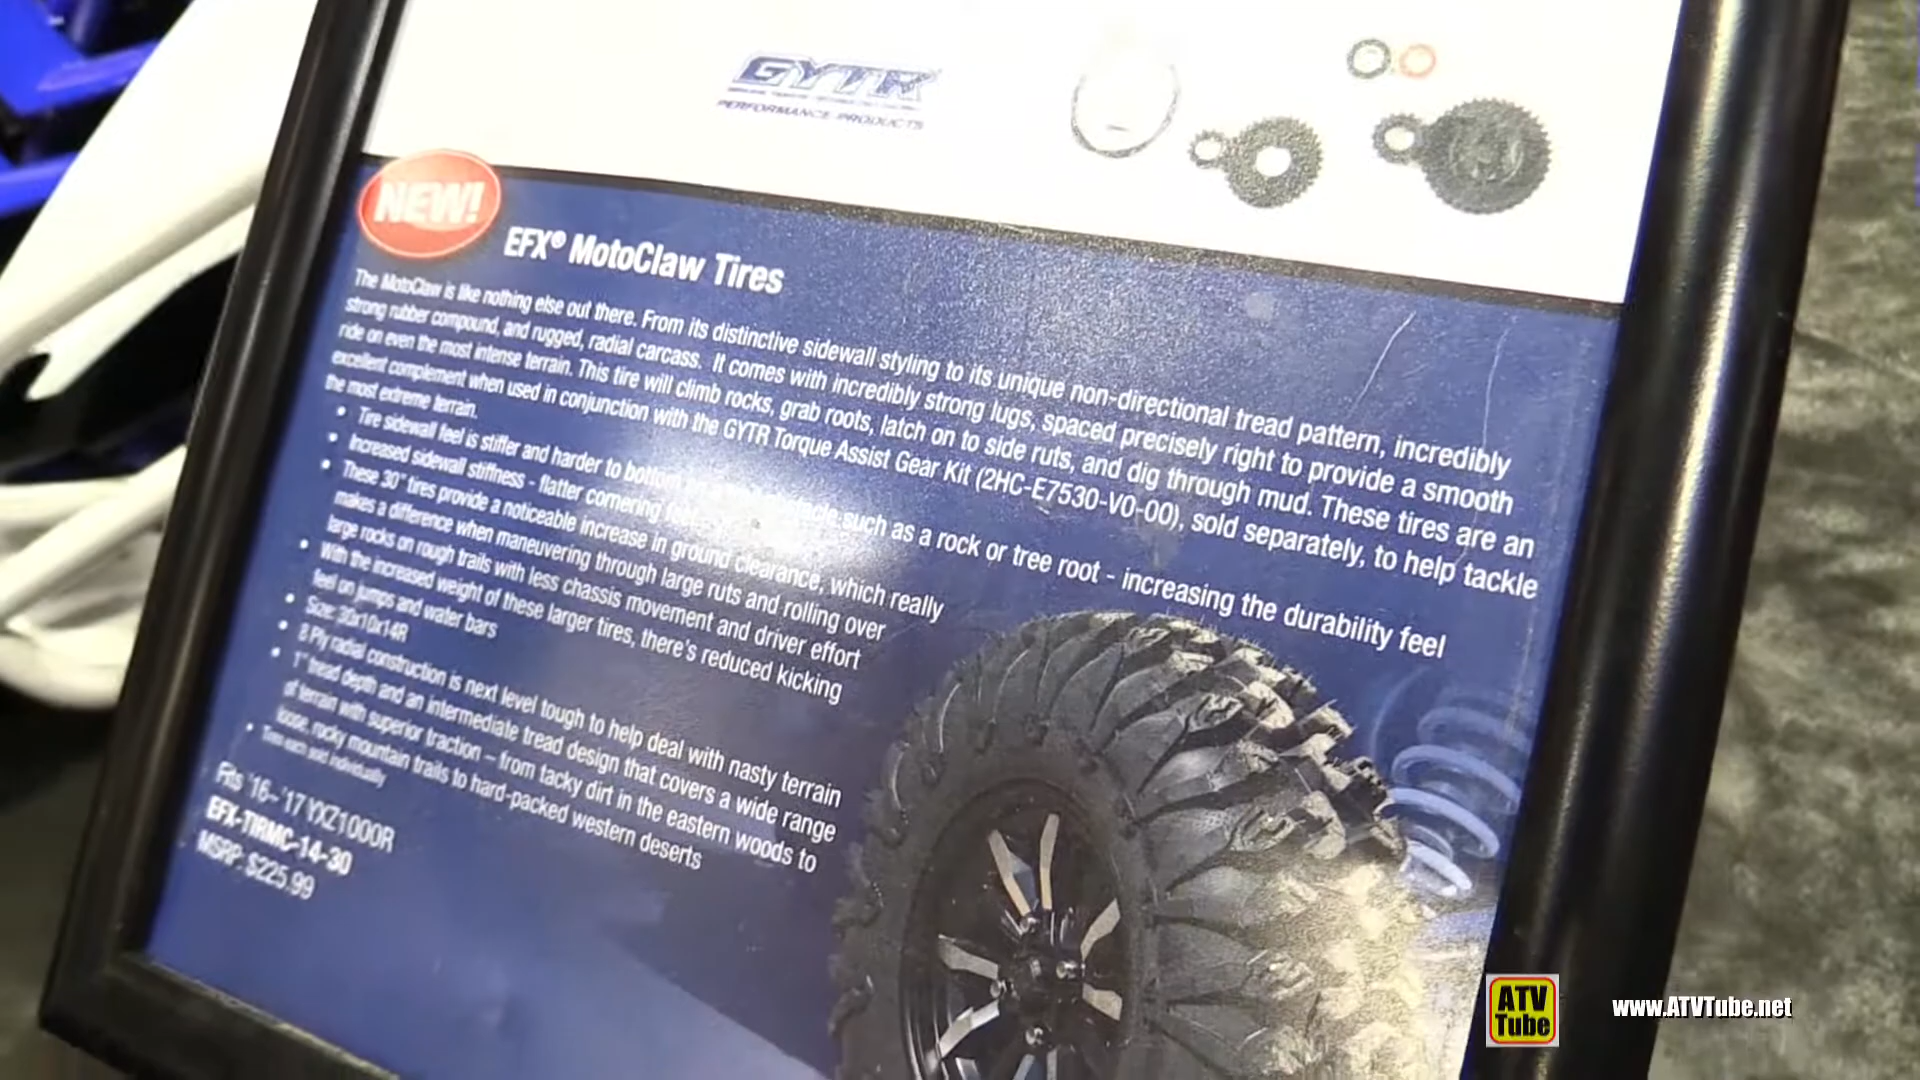 GYTR
PERFORMANCE PRODUCTS
NEW!
EFX® MotoClaw Tires
The MotoClaw is like nothing else out there. From its distinctive sidewall styling to its unique non-directional tread pattern, incredibly
strong rubber compound, and rugged, radial carcass. It comes with incredibly strong lugs, spaced precisely right to provide a smooth
ride on even the most intense terrain. This tire will climb rocks, grab roots, latch on to side ruts, and dig through mud. These tires are an
excellent complement when used in conjunction with the GYTR Torque Assist Gear Kit (2HC-E7530-V0-00), sold separately, to help tackle
the most extreme terrain.
• Tire sidewall feel is stiffer and harder to bottom obstacle such as a rock or tree root - increasing the durability feel
• Increased sidewall stiffness - flatter cornering feel
• These 30" tires provide a noticeable increase in ground clearance, which really
makes a difference when maneuvering through large ruts and rolling over
large rocks on rough trails with less chassis movement and driver effort
• With the increased weight of these larger tires, there's reduced kicking
feel on jumps and water bars
• Size: 30x10x14R
• 8 Ply radial construction is next level tough to help deal with nasty terrain
• 1" tread depth and an intermediate tread design that covers a wide range
of terrain with superior traction – from tacky dirt in the eastern woods to
loose, rocky mountain trails to hard-packed western deserts
• Tires each sold individually
Fits '16–'17 YXZ1000R
EFX-TIRMC-14-30
MSRP: $225.99
ATV
Tube
www.ATVTube.net